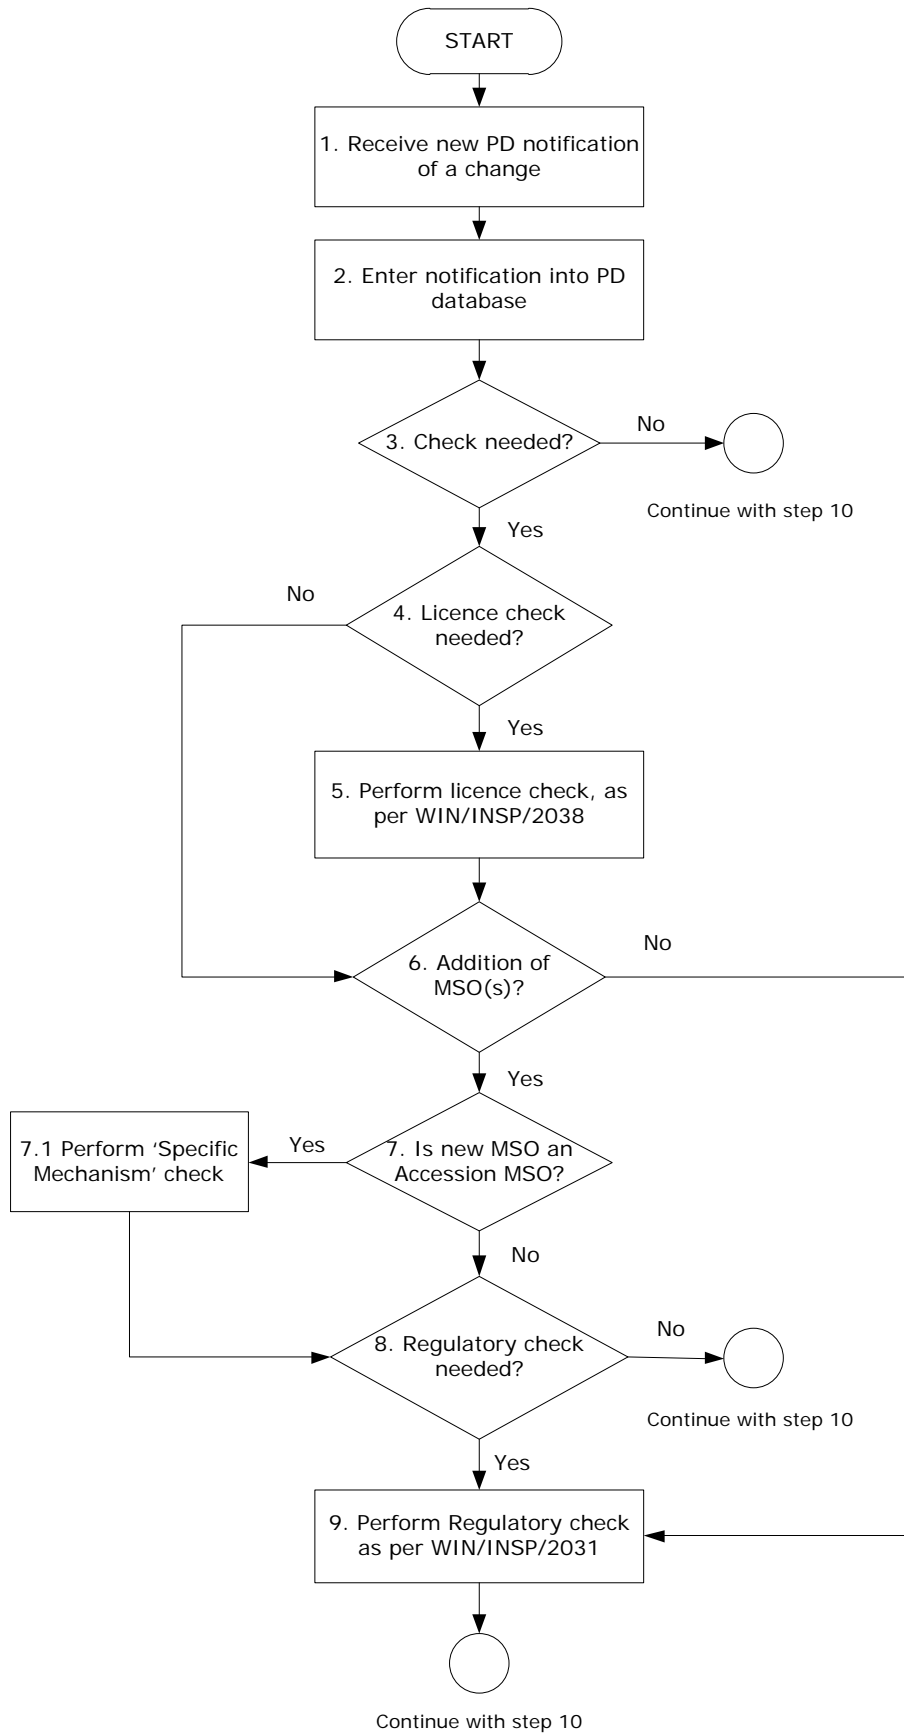 START
1. Receive new PD notification
of a change
2. Enter notification into PD
database
3. Check needed?
No
Continue with step 10
Yes
No
4. Licence check
needed?
Yes
5. Perform licence check, as
per WIN/INSP/2038
6. Addition of
MSO(s)?
No
Yes
7.1 Perform ‘Specific
Mechanism’ check
Yes
7. Is new MSO an
Accession MSO?
No
8. Regulatory check
needed?
No
Continue with step 10
Yes
9. Perform Regulatory check
as per WIN/INSP/2031
Continue with step 10